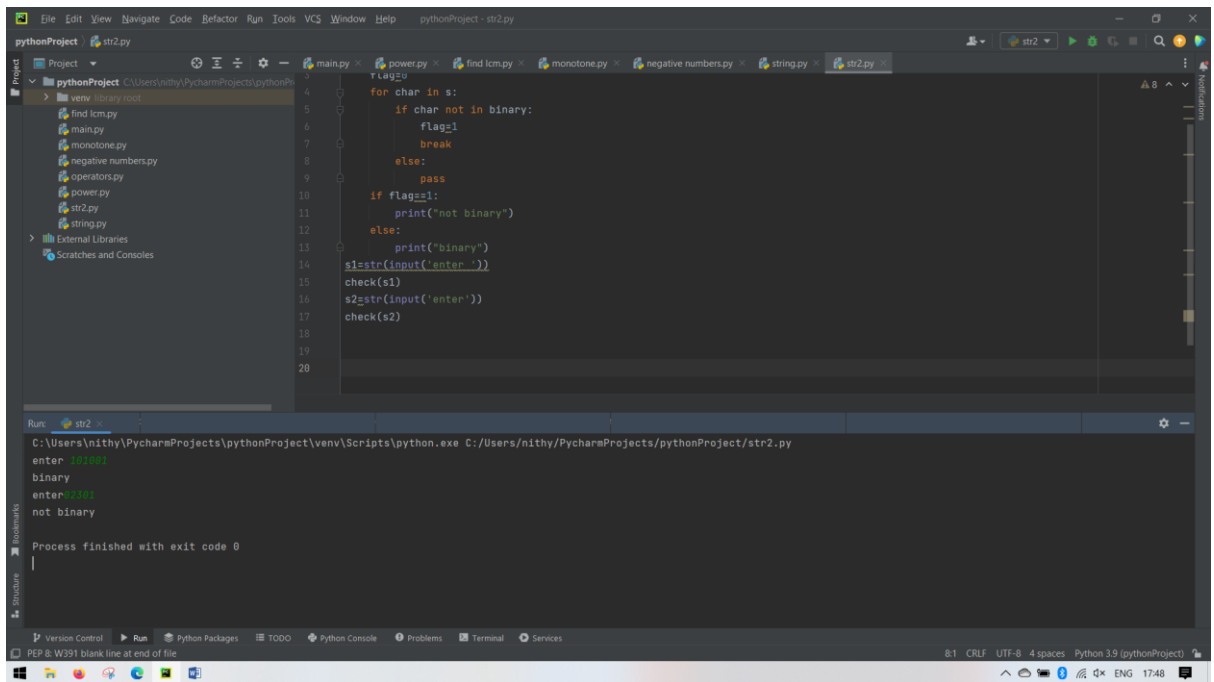 File Edit View Navigate Code Refactor Run Tools VCS Window Help pythonProject - str2.py
pythonProject str2.py str2
Project main.py power.py find lcm.py monotone.py negative numbers.py string.py str2.py
pythonProject C:\Users\nithy\PycharmProjects\pythonPr
venv library root
find lcm.py
main.py
monotone.py
negative numbers.py
operators.py
power.py
str2.py
string.py
External Libraries
Scratches and Consoles
Project
Notifications
8
3 flag=0
4 for char in s:
5 if char not in binary:
6 flag=1
7 break
8 else:
9 pass
10 if flag==1:
11 print("not binary")
12 else:
13 print("binary")
14 s1=str(input('enter '))
15 check(s1)
16 s2=str(input('enter'))
17 check(s2)
18
19
20
Run: str2
C:\Users\nithy\PycharmProjects\pythonProject\venv\Scripts\python.exe C:/Users/nithy/PycharmProjects/pythonProject/str2.py
enter 101001
binary
enter02301
not binary
Process finished with exit code 0
Bookmarks
Structure
Version Control Run Python Packages TODO Python Console Problems Terminal Services
PEP 8: W391 blank line at end of file 8:1 CRLF UTF-8 4 spaces Python 3.9 (pythonProject)
ENG 17:48